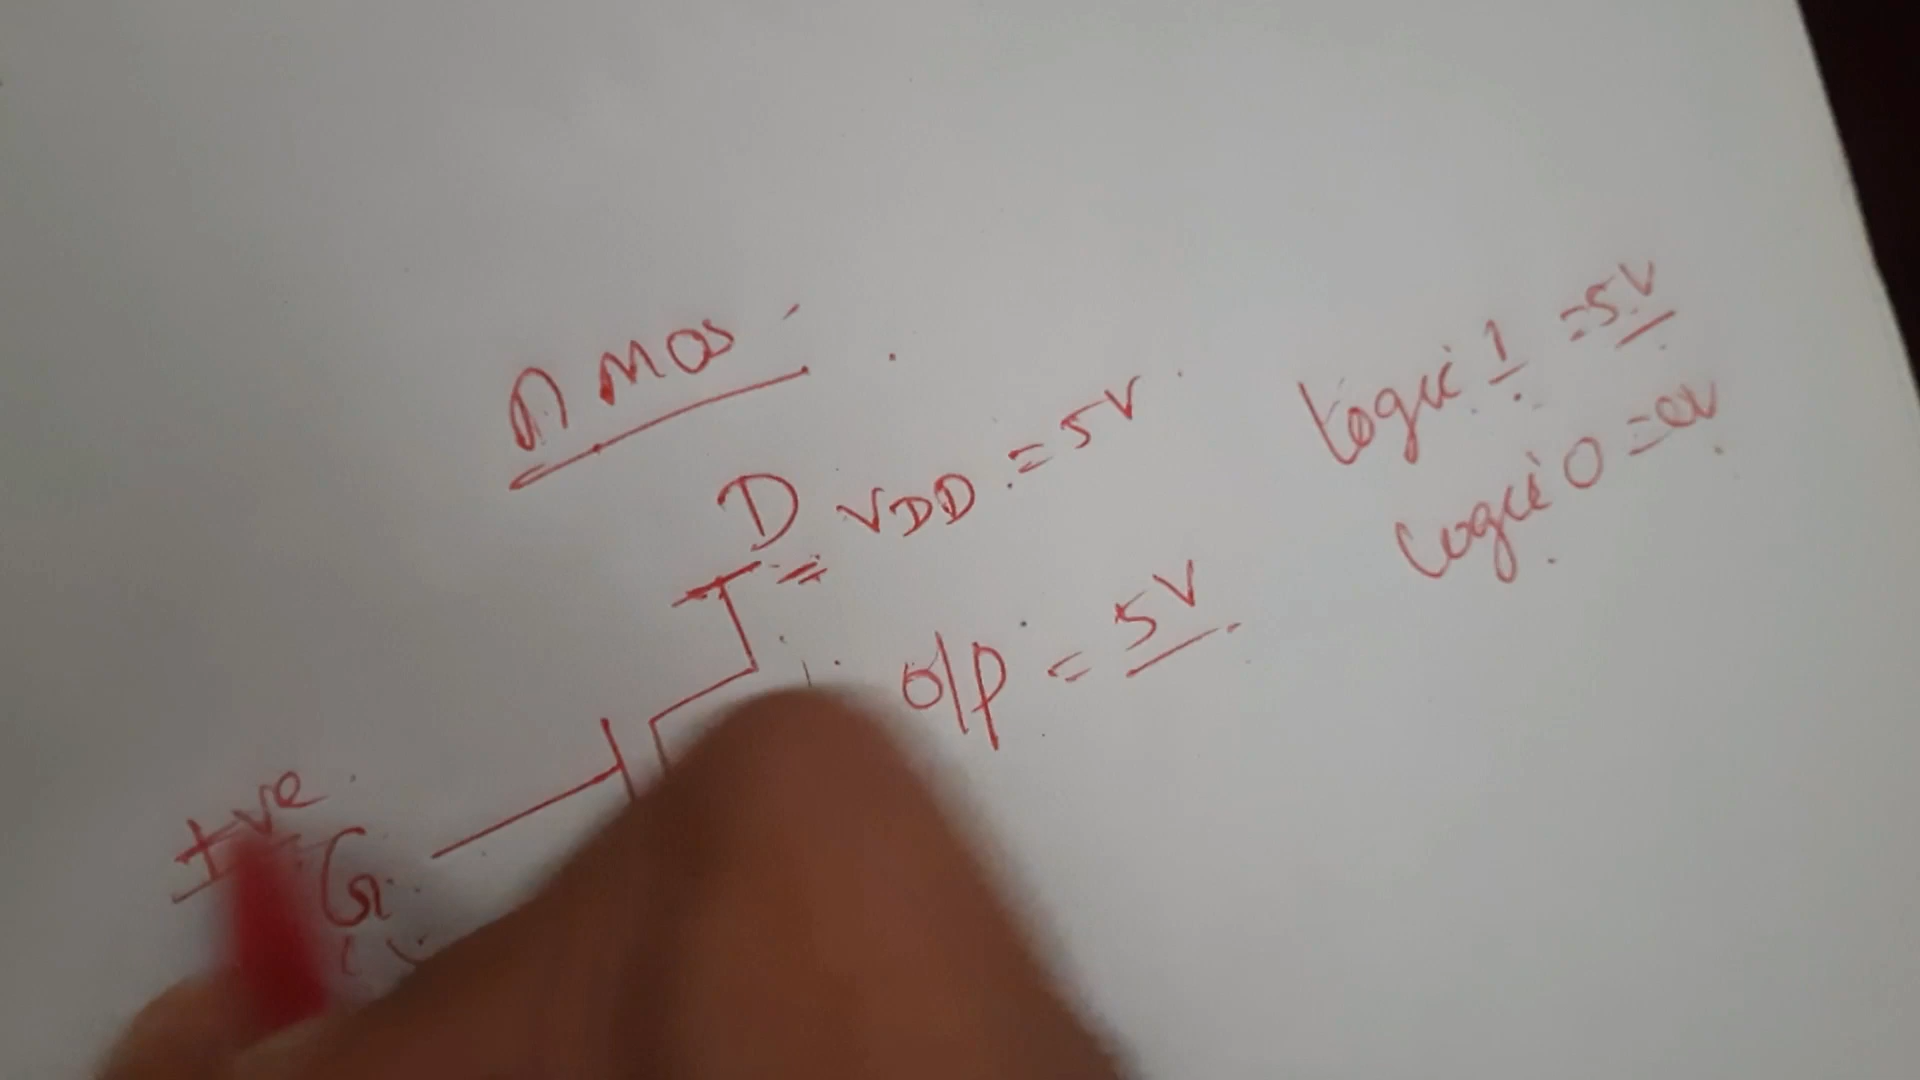 n mos
D VDD = 5V
o/p = 5V
Logic 1 = 5V
Logic 0 = 0V
+ve
G